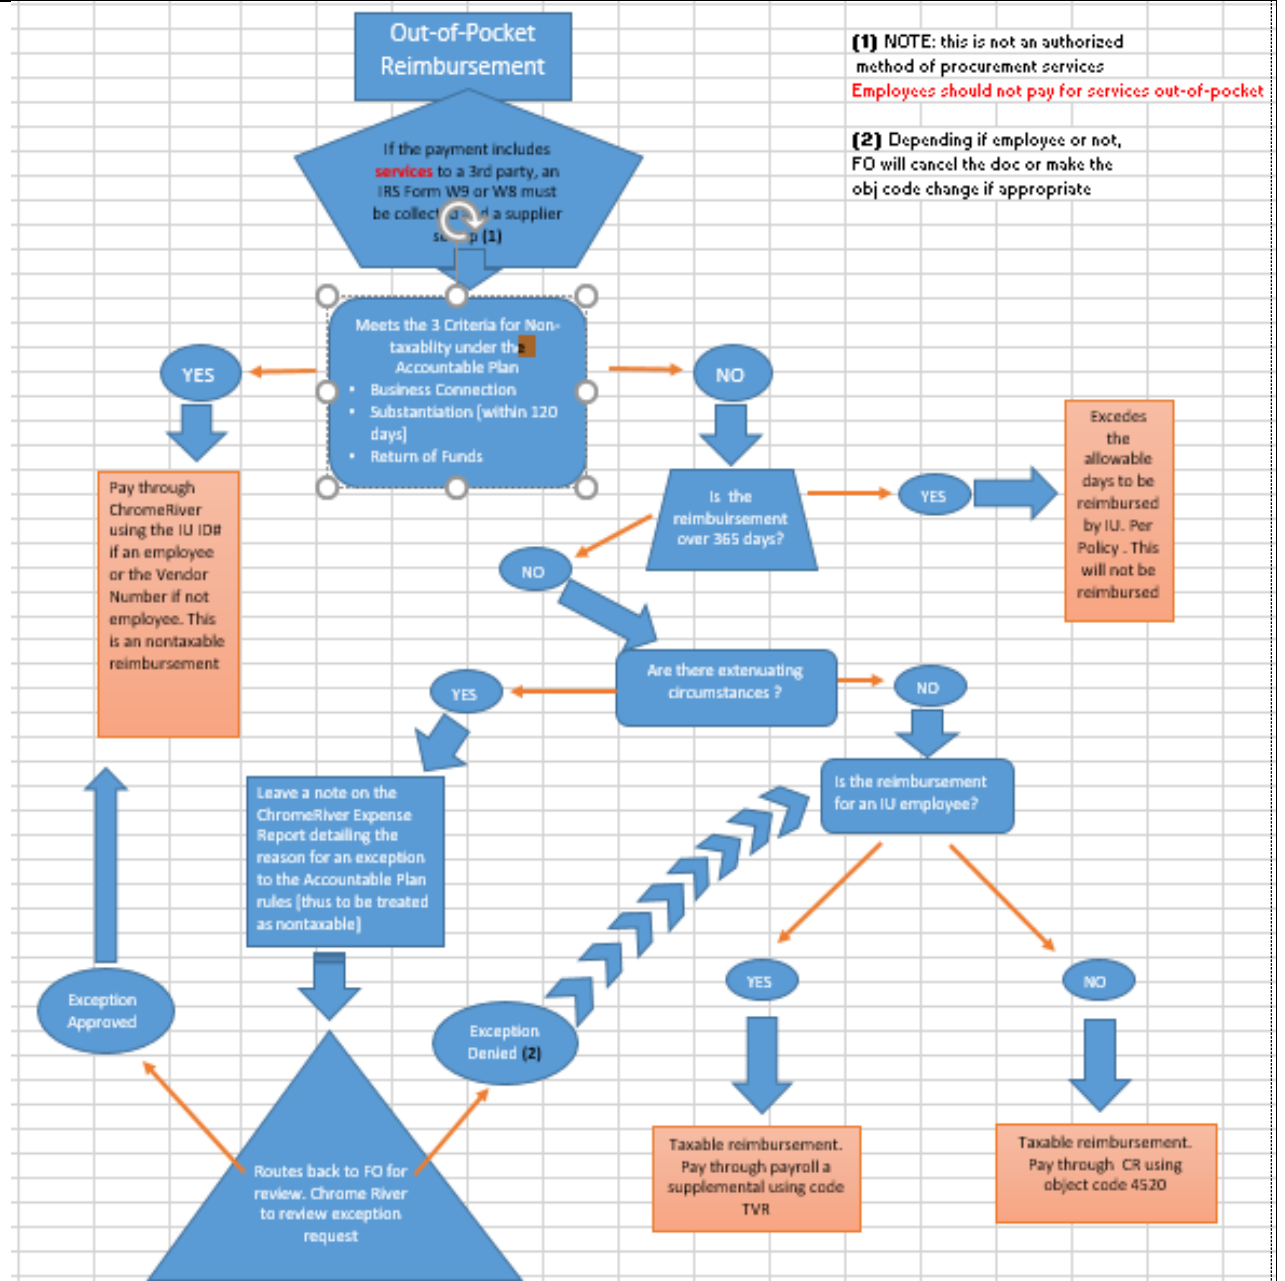 Out-of-Pocket
Reimbursement
(1) NOTE: this is not an authorized
method of procurement services
Employees should not pay for services out-of-pocket
(2) Depending if employee or not,
FO will cancel the doc or make the
obj code change if appropriate
If the payment includes
services to a 3rd party, an
IRS Form W9 or W8 must
be a supplier
(1)
Meets the 3 Criteria for Non-
taxablity under the
Accountable Plan
• Business Connection
• Substantiation [within 120
days]
• Return of Funds
YES
NO
Pay through
ChromeRiver
using the IU ID#
if an employee
or the Vendor
Number if not
employee. This
is an nontaxable
reimbursement
Is the
reimbuirsement
over 365 days?
YES
Excedes
the
allowable
days to be
reimbursed
by IU. Per
Policy . This
will not be
reimbursed
NO
Are there extenuating
circumstances ?
YES
NO
Leave a note on the
ChromeRiver Expense
Report detailing the
reason for an exception
to the Accountable Plan
rules [thus to be treated
as nontaxable]
Is the reimbursement
for an IU employee?
YES
NO
Exception
Approved
Exception
Denied (2)
Routes back to FO for
review. Chrome River
to review exception
request
Taxable reimbursement.
Pay through payroll a
supplemental using code
TVR
Taxable reimbursement.
Pay through CR using
object code 4520